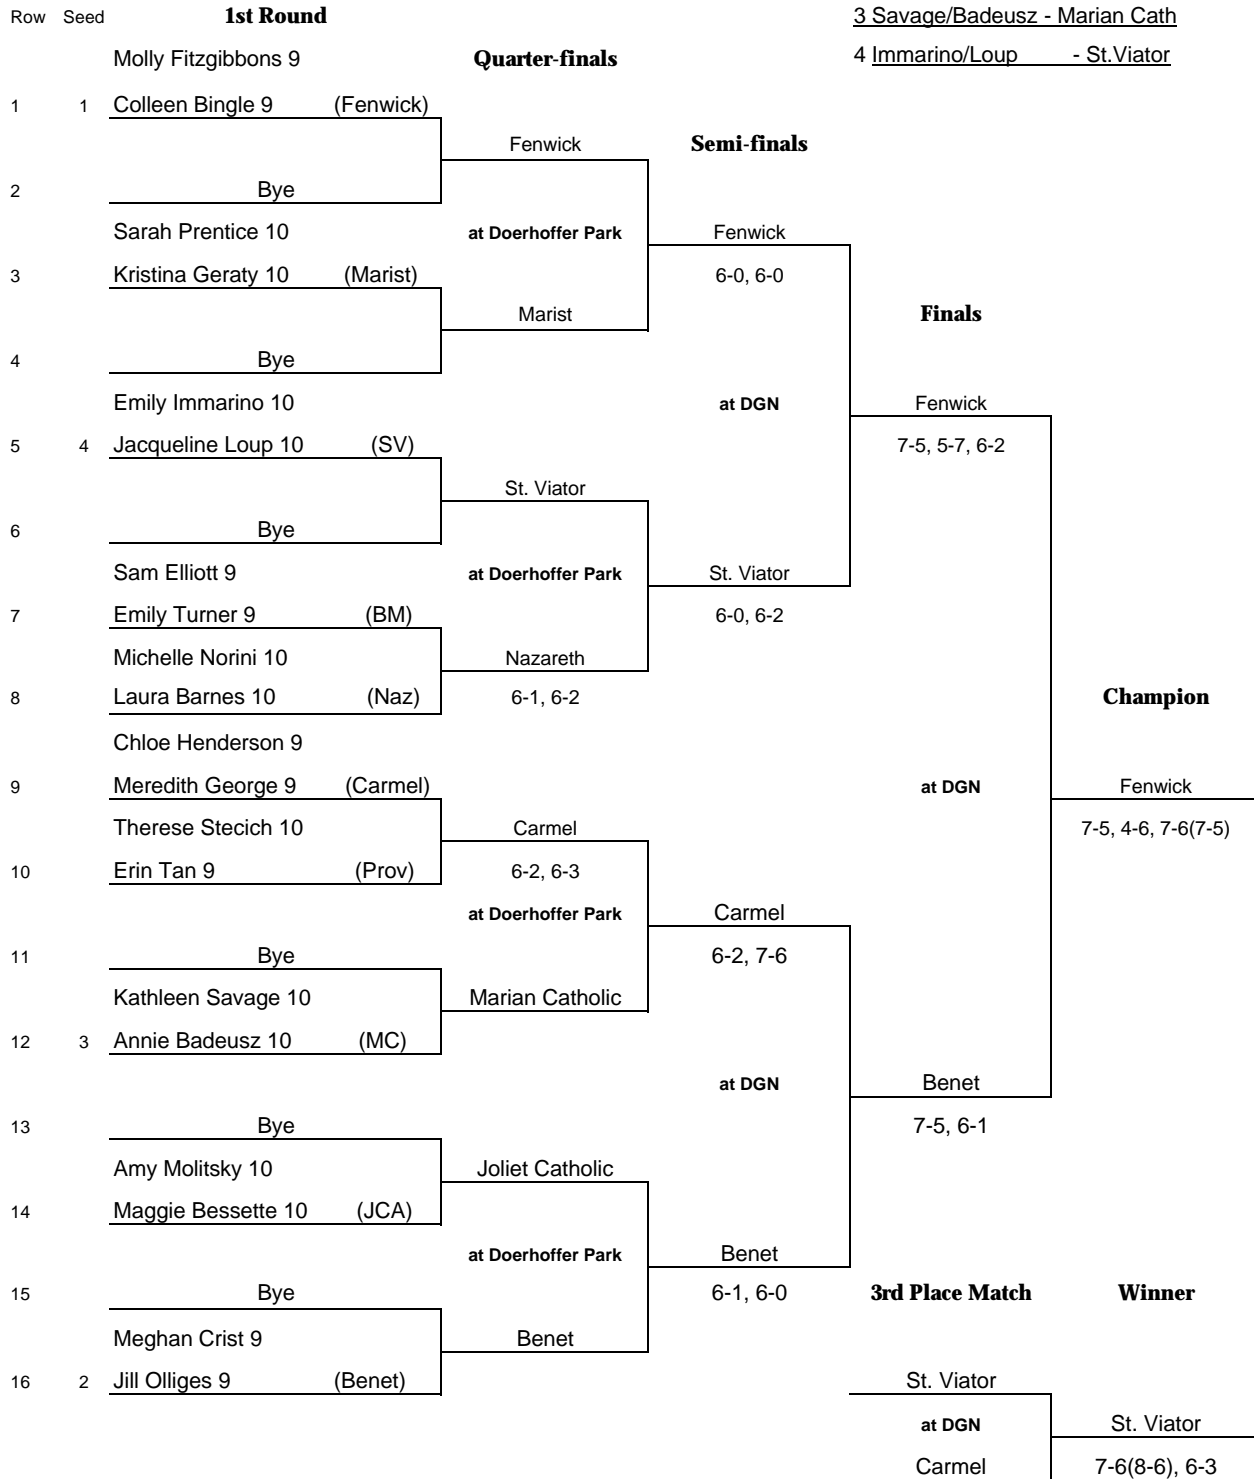 Row Seed 1st Round 3 Savage/Badeusz - Marian Cath
Molly Fitzgibbons 9 Quarter-finals 4 Immarino/Loup - St.Viator
1 1 Colleen Bingle 9 (Fenwick)
Fenwick Semi-finals
2 Bye
Sarah Prentice 10 at Doerhoffer Park Fenwick
3 Kristina Geraty 10 (Marist) 6-0, 6-0
Marist Finals
4 Bye
Emily Immarino 10 at DGN Fenwick
5 4 Jacqueline Loup 10 (SV) 7-5, 5-7, 6-2
St. Viator
6 Bye
Sam Elliott 9 at Doerhoffer Park St. Viator
7 Emily Turner 9 (BM) 6-0, 6-2
Michelle Norini 10 Nazareth
8 Laura Barnes 10 (Naz) 6-1, 6-2 Champion
Chloe Henderson 9
9 Meredith George 9 (Carmel) at DGN Fenwick
Therese Stecich 10 Carmel 7-5, 4-6, 7-6(7-5)
10 Erin Tan 9 (Prov) 6-2, 6-3
at Doerhoffer Park Carmel
11 Bye 6-2, 7-6
Kathleen Savage 10 Marian Catholic
12 3 Annie Badeusz 10 (MC)
at DGN Benet
13 Bye 7-5, 6-1
Amy Molitsky 10 Joliet Catholic
14 Maggie Bessette 10 (JCA)
at Doerhoffer Park Benet
15 Bye 6-1, 6-0 3rd Place Match Winner
Meghan Crist 9 Benet
16 2 Jill Olliges 9 (Benet) St. Viator
at DGN St. Viator
Carmel 7-6(8-6), 6-3